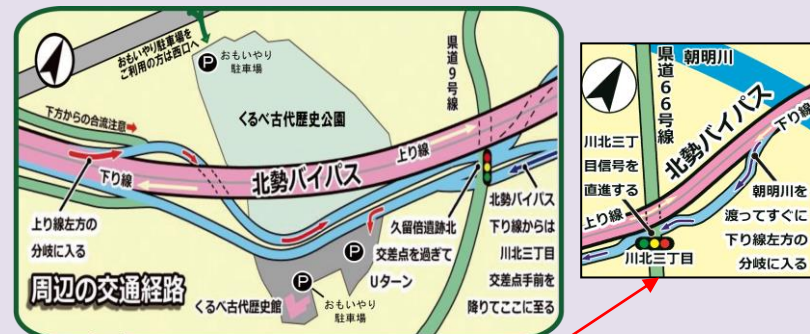 おもいやり駐車場を
ご利用の方は西口へ
P
おもいやり
駐車場
県道9号線
くるべ古代歴史公園
下方からの合流注意
上り線
下り線
北勢バイパス
上り線左方の
分岐に入る
久留倍遺跡北
交差点を過ぎて
Uターン
北勢バイパス
下り線からは
川北三丁目
交差点手前を
降りてここに至る
P
P
おもいやり
駐車場
くるべ古代歴史館
周辺の交通経路
県道66号線
朝明川
北勢バイパス
下り線
川北三丁
目信号を
直進する
上り線
朝明川を
渡ってすぐに
下り線左方の
分岐に入る
川北三丁目